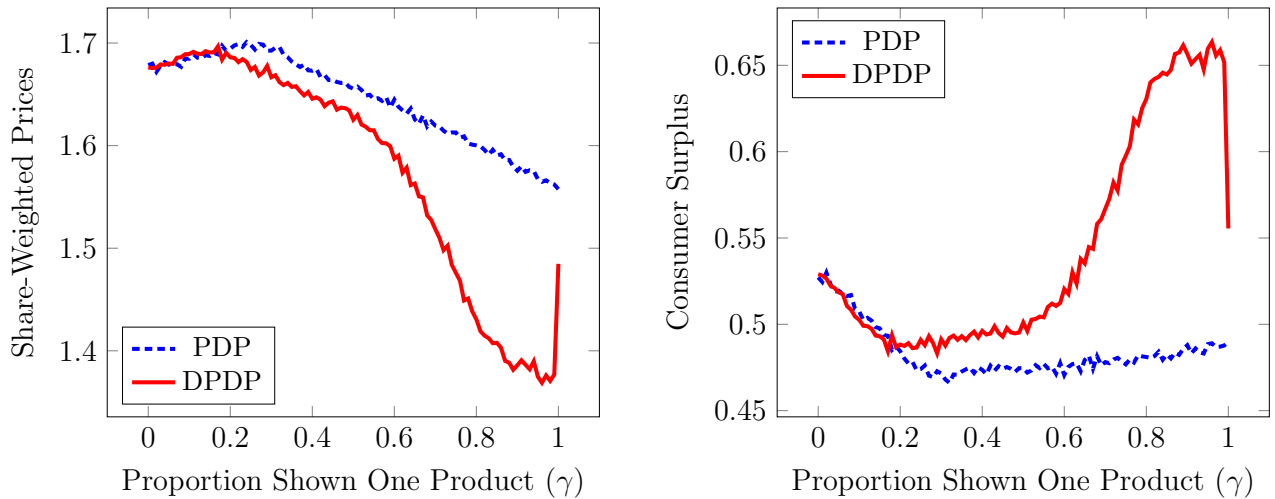 Share-Weighted Prices
1.7
1.6
1.5
1.4
PDP
DPDP
0 0.2 0.4 0.6 0.8 1
Proportion Shown One Product (γ)
Consumer Surplus
0.65
0.6
0.55
0.5
0.45
PDP
DPDP
0 0.2 0.4 0.6 0.8 1
Proportion Shown One Product (γ)